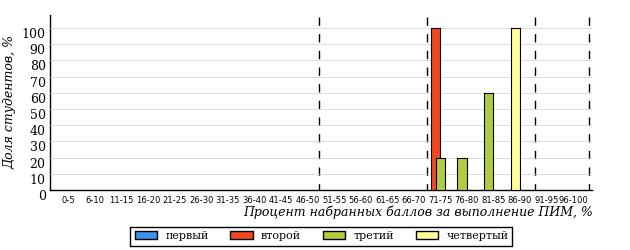 Доля студентов, %
100
90
80
70
60
50
40
30
20
10
0
0-5 6-10 11-15 16-20 21-25 26-30 31-35 36-40 41-45 46-50 51-55 56-60 61-65 66-70 71-75 76-80 81-85 86-90 91-95 96-100
Процент набранных баллов за выполнение ПИМ, %
первый второй третий четвертый